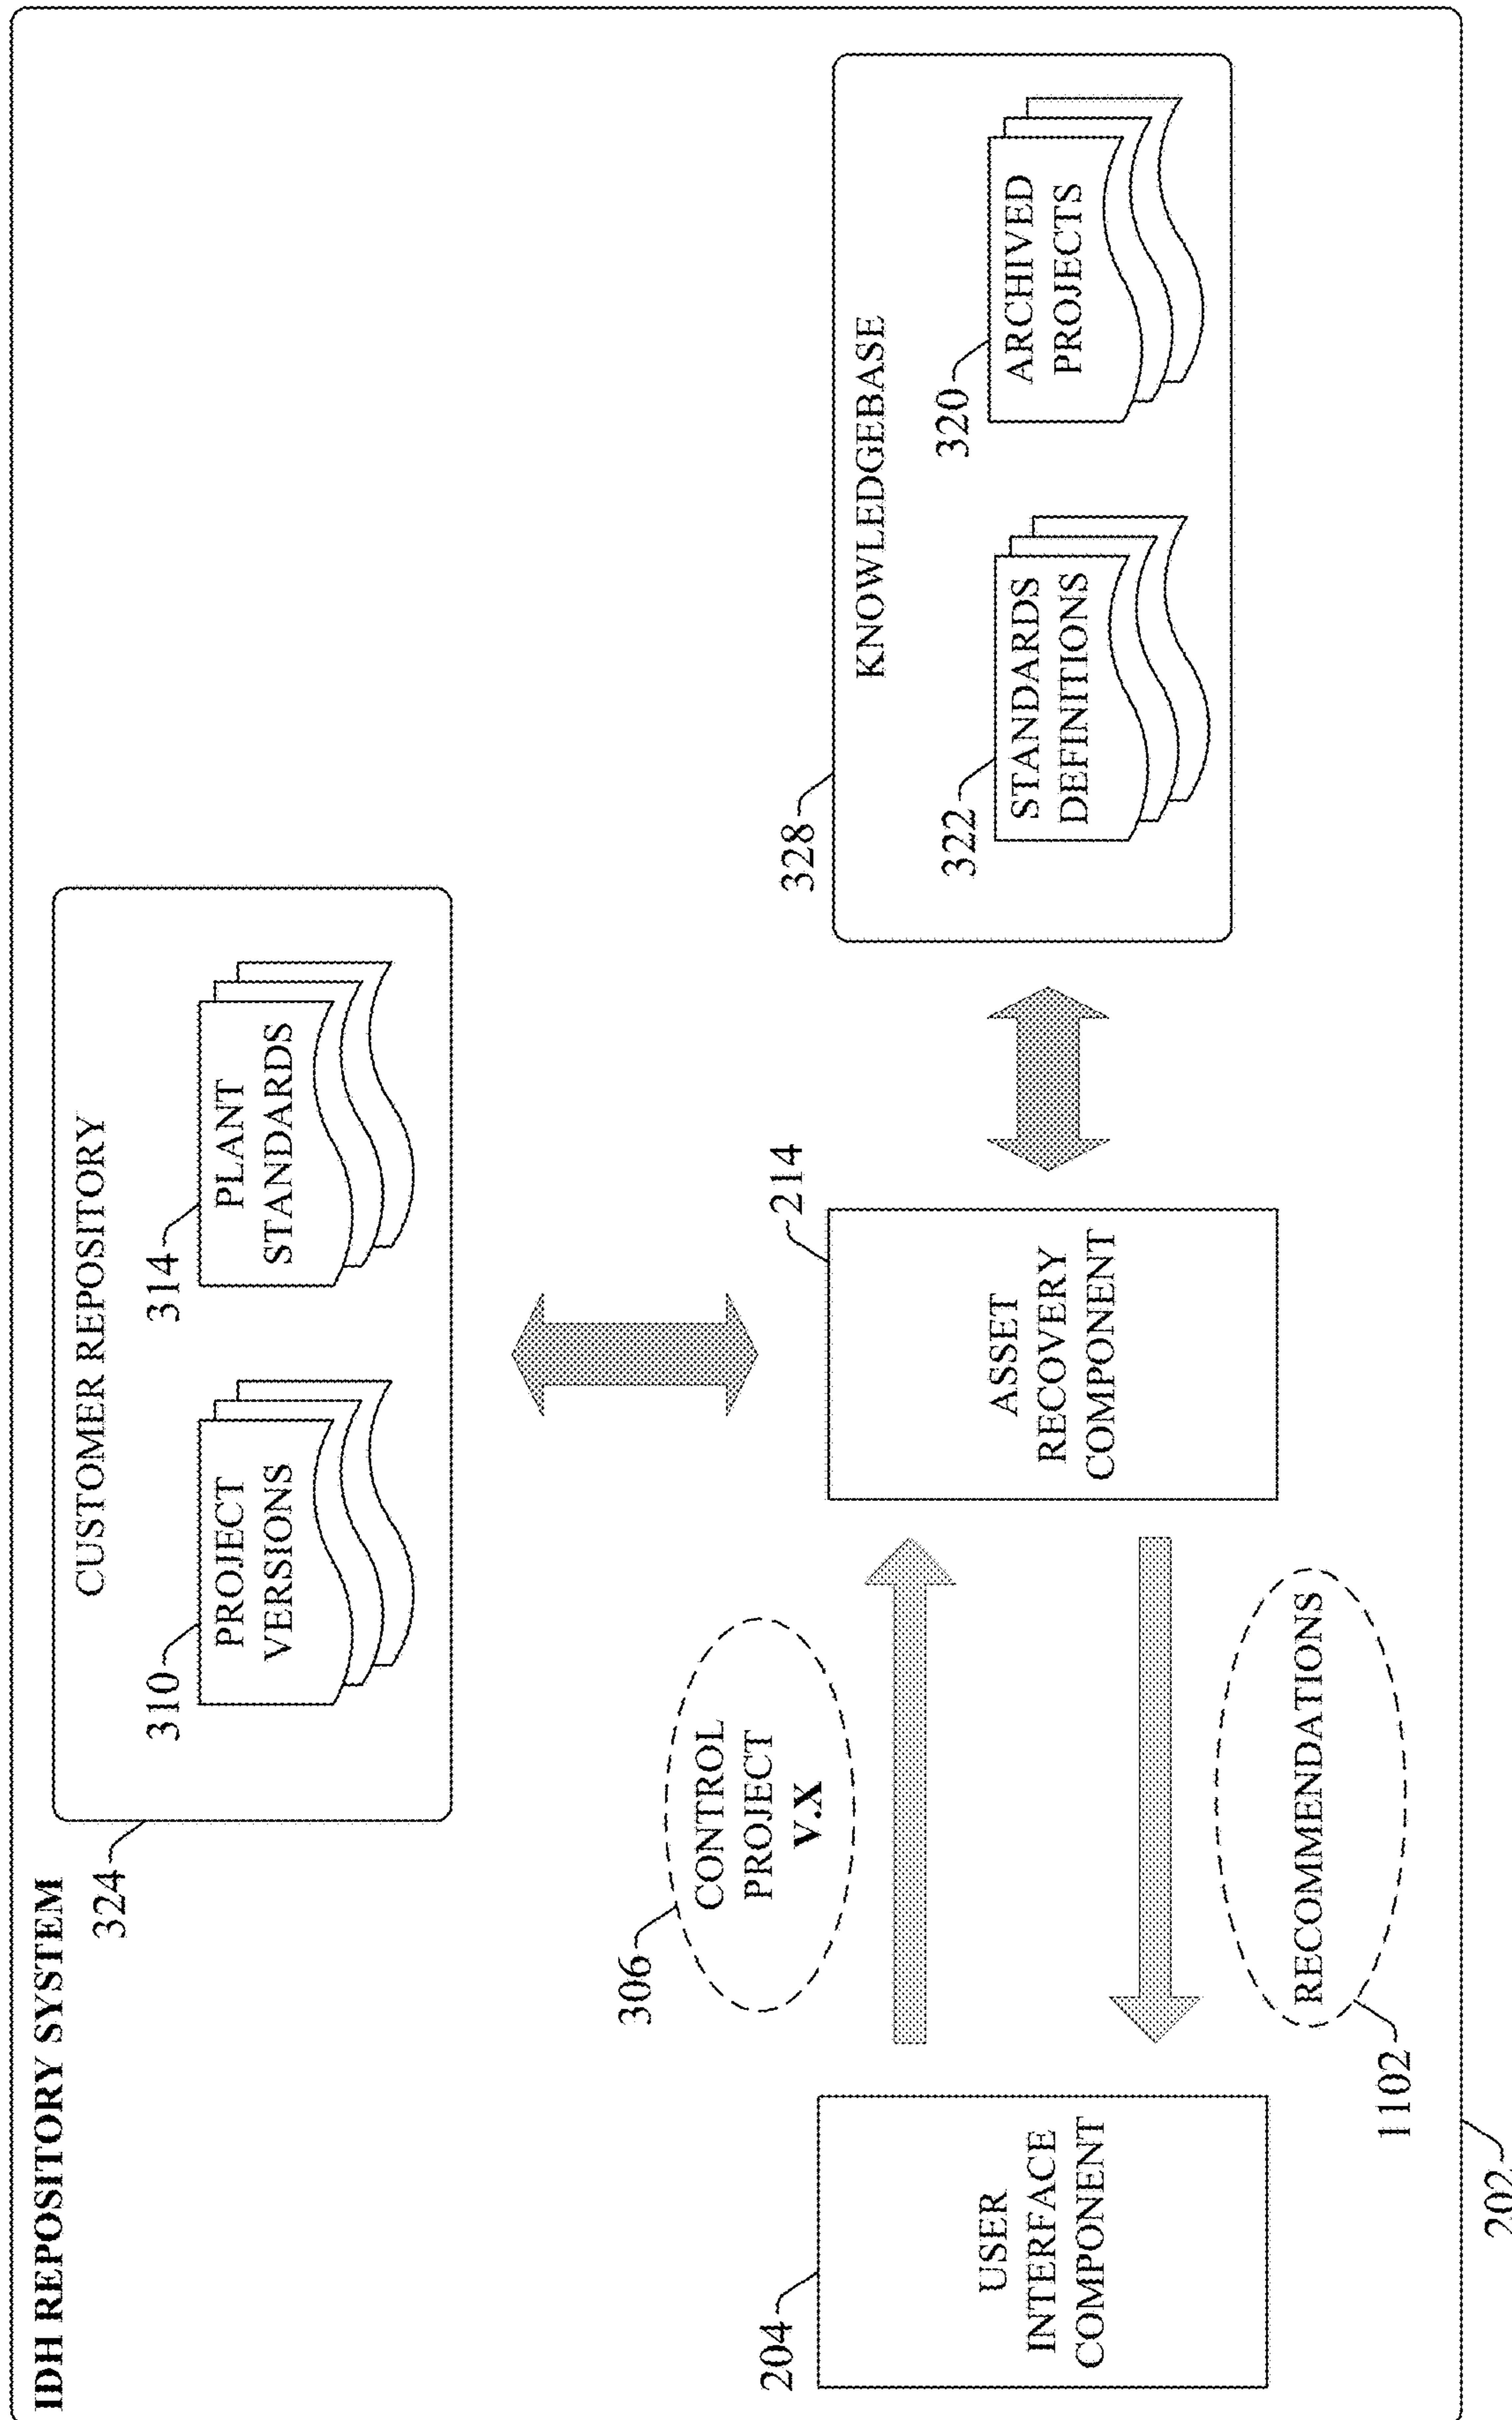 IDH REPOSITORY SYSTEM
324
CUSTOMER REPOSITORY
310
PROJECT
VERSIONS
314
PLANT
STANDARDS
306
CONTROL
PROJECT
V.X
204
USER
INTERFACE
COMPONENT
214
ASSET
RECOVERY
COMPONENT
RECOMMENDATIONS
1102
328
KNOWLEDGEBASE
322
STANDARDS
DEFINITIONS
320
ARCHIVED
PROJECTS
202